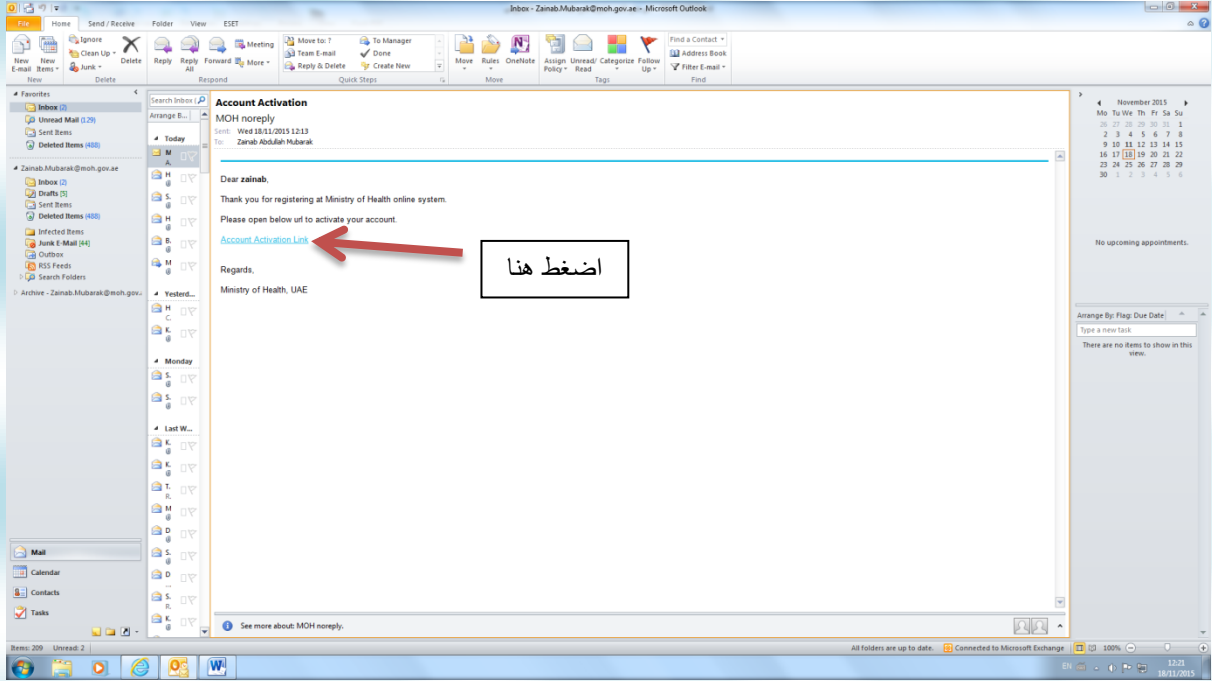 Inbox - Zainab.Mubarak@moh.gov.ae - Microsoft Outlook
File Home Send / Receive Folder View ESET
New E-mail
New Items
New
Ignore
Clean Up
Junk
Delete
Delete
Reply
Reply All
Forward
Meeting
More
Respond
Move to: ?
Team E-mail
Reply & Delete
To Manager
Done
Create New
Quick Steps
Move
Rules
OneNote
Move
Assign Policy
Unread/ Read
Categorize
Follow Up
Tags
Find a Contact
Address Book
Filter E-mail
Find
Favorites
Inbox (2)
Unread Mail (129)
Sent Items
Deleted Items (488)
Zainab.Mubarak@moh.gov.ae
Inbox (2)
Drafts [5]
Sent Items
Deleted Items (488)
Infected Items
Junk E-Mail [44]
Outbox
RSS Feeds
Search Folders
Archive - Zainab.Mubarak@moh.gov..
Mail
Calendar
Contacts
Tasks
Search Inbox (
Arrange B...
Today
M
A.
H
S.
H
B.
M
Yesterd...
H
C.
K.
Monday
S.
S.
Last W...
K.
K.
T.
R.
M
D
S.
D
S.
R.
K.
Account Activation
MOH noreply
Sent: Wed 18/11/2015 12:13
To: Zainab Abdullah Mubarak
Dear zainab,
Thank you for registering at Ministry of Health online system.
Please open below url to activate your account.
Account Activation Link
اضغط هنا
Regards,
Ministry of Health, UAE
See more about: MOH noreply.
November 2015
Mo Tu We Th Fr Sa Su
26 27 28 29 30 31 1
2 3 4 5 6 7 8
9 10 11 12 13 14 15
16 17 18 19 20 21 22
23 24 25 26 27 28 29
30 1 2 3 4 5 6
No upcoming appointments.
Arrange By: Flag: Due Date
Type a new task
There are no items to show in this
view.
Items: 209 Unread: 2
All folders are up to date. Connected to Microsoft Exchange 100%
EN
12:21
18/11/2015